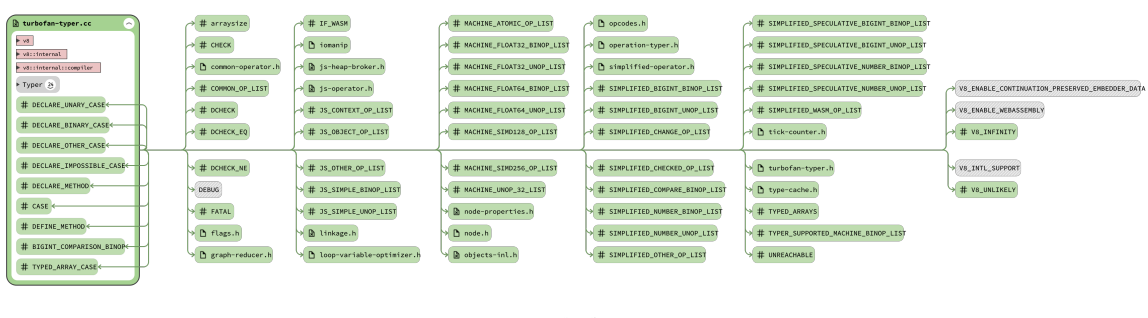 turbofan-typer.cc
v8
v8::internal
v8::internal::compiler
Typer
# DECLARE_UNARY_CASE
# DECLARE_BINARY_CASE
# DECLARE_OTHER_CASE
# DECLARE_IMPOSSIBLE_CASE
# DECLARE_METHOD
# CASE
# DEFINE_METHOD
# BIGINT_COMPARISON_BINOP
# TYPED_ARRAY_CASE
# arraysize
# CHECK
common-operator.h
# COMMON_OP_LIST
# DCHECK
# DCHECK_EQ
# DCHECK_NE
DEBUG
# FATAL
flags.h
graph-reducer.h
# IF_WASM
iomanip
js-heap-broker.h
js-operator.h
# JS_CONTEXT_OP_LIST
# JS_OBJECT_OP_LIST
# JS_OTHER_OP_LIST
# JS_SIMPLE_BINOP_LIST
# JS_SIMPLE_UNOP_LIST
linkage.h
loop-variable-optimizer.h
# MACHINE_ATOMIC_OP_LIST
# MACHINE_FLOAT32_BINOP_LIST
# MACHINE_FLOAT32_UNOP_LIST
# MACHINE_FLOAT64_BINOP_LIST
# MACHINE_FLOAT64_UNOP_LIST
# MACHINE_SIMD128_OP_LIST
# MACHINE_SIMD256_OP_LIST
# MACHINE_UNOP_32_LIST
node-properties.h
node.h
objects-inl.h
opcodes.h
operation-typer.h
simplified-operator.h
# SIMPLIFIED_BIGINT_BINOP_LIST
# SIMPLIFIED_BIGINT_UNOP_LIST
# SIMPLIFIED_CHANGE_OP_LIST
# SIMPLIFIED_CHECKED_OP_LIST
# SIMPLIFIED_COMPARE_BINOP_LIST
# SIMPLIFIED_NUMBER_BINOP_LIST
# SIMPLIFIED_NUMBER_UNOP_LIST
# SIMPLIFIED_OTHER_OP_LIST
# SIMPLIFIED_SPECULATIVE_BIGINT_BINOP_LIST
# SIMPLIFIED_SPECULATIVE_BIGINT_UNOP_LIST
# SIMPLIFIED_SPECULATIVE_NUMBER_BINOP_LIST
# SIMPLIFIED_SPECULATIVE_NUMBER_UNOP_LIST
# SIMPLIFIED_WASM_OP_LIST
tick-counter.h
turbofan-typer.h
type-cache.h
# TYPED_ARRAYS
# TYPER_SUPPORTED_MACHINE_BINOP_LIST
# UNREACHABLE
V8_ENABLE_CONTINUATION_PRESERVED_EMBEDDER_DATA
V8_ENABLE_WEBASSEMBLY
# V8_INFINITY
V8_INTL_SUPPORT
# V8_UNLIKELY